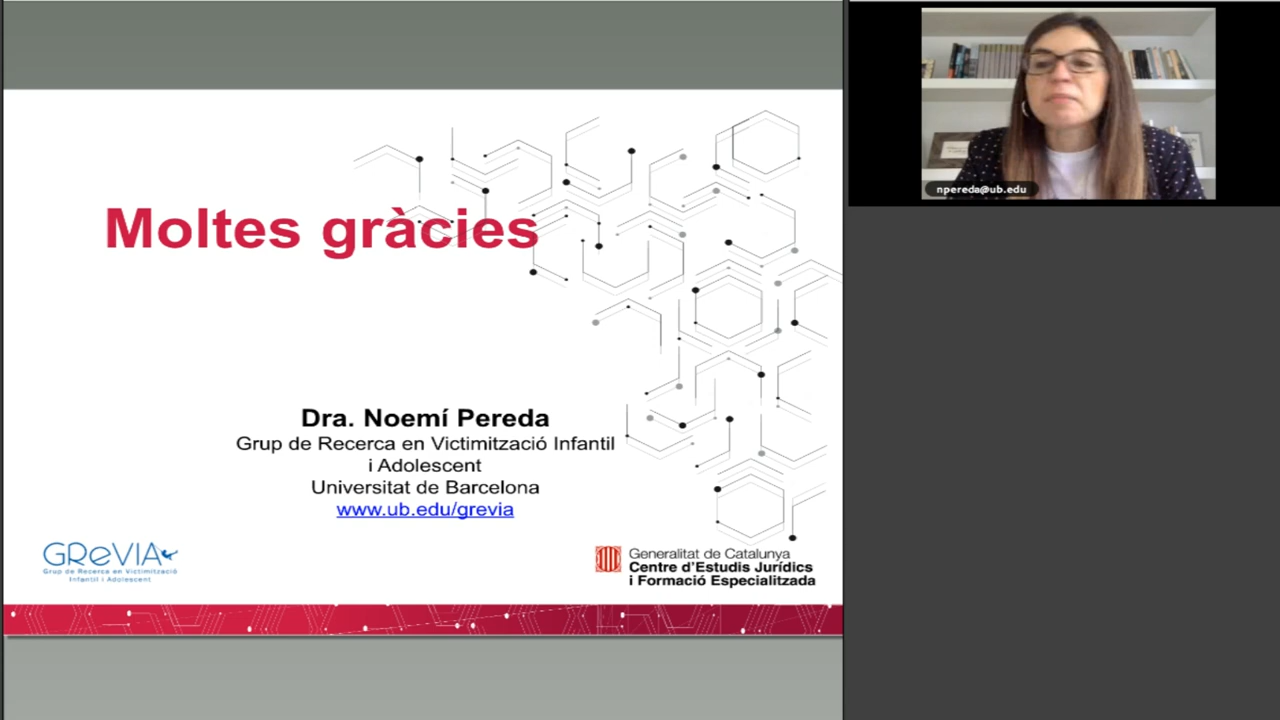 Moltes gràcies
Dra. Noemí Pereda
Grup de Recerca en Victimització Infantil
i Adolescent
Universitat de Barcelona
www.ub.edu/grevia
GReVIA
Grup de Recerca en Victimització
Infantil i Adolescent
Generalitat de Catalunya
Centre d'Estudis Jurídics
i Formació Especialitzada
npereda@ub.edu